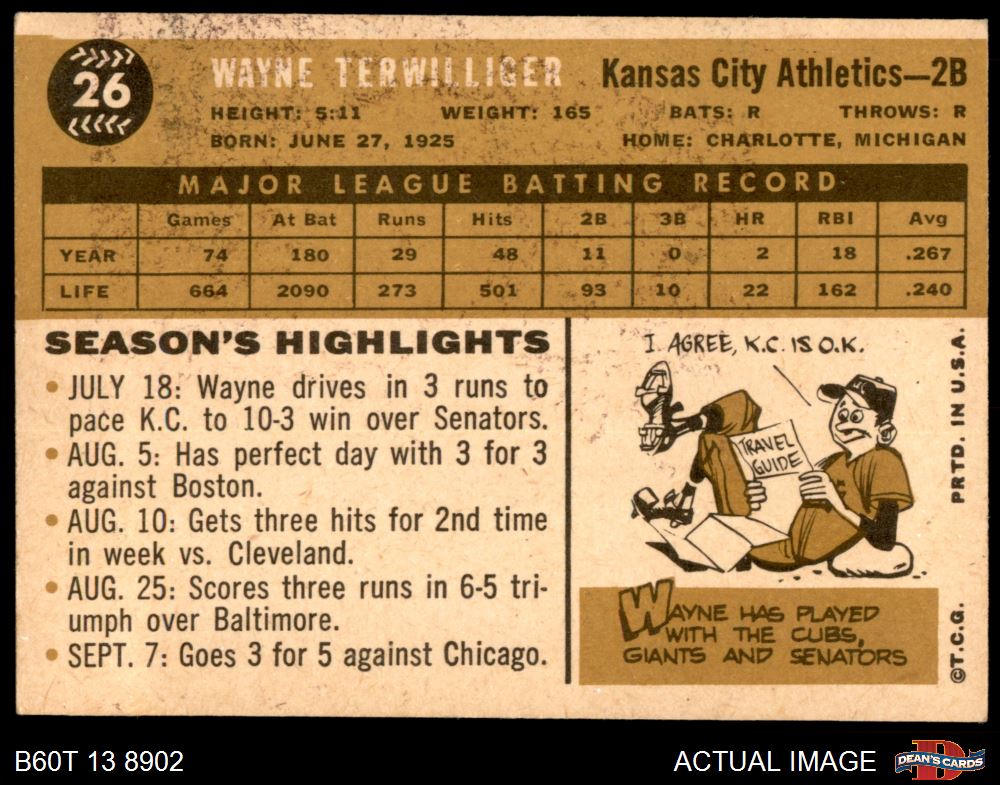 26
WAYNE TERWILLIGER Kansas City Athletics—2B
HEIGHT: 5:11 WEIGHT: 165 BATS: R THROWS: R
BORN: JUNE 27, 1925 HOME: CHARLOTTE, MICHIGAN
MAJOR LEAGUE BATTING RECORD
Games At Bat Runs Hits 2B 3B HR RBI Avg
YEAR 74 180 29 48 11 0 2 18 .267
LIFE 664 2090 273 501 93 10 22 162 .240
SEASON'S HIGHLIGHTS
• JULY 18: Wayne drives in 3 runs to
pace K.C. to 10-3 win over Senators.
• AUG. 5: Has perfect day with 3 for 3
against Boston.
• AUG. 10: Gets three hits for 2nd time
in week vs. Cleveland.
• AUG. 25: Scores three runs in 6-5 tri-
umph over Baltimore.
• SEPT. 7: Goes 3 for 5 against Chicago.
I. AGREE, K.C. IS O.K.
TRAVEL
GUIDE
WAYNE HAS PLAYED
WITH THE CUBS,
GIANTS AND SENATORS
©T.C.G. PRTD. IN U.S.A.
B60T 13 8902 ACTUAL IMAGE
D
DEAN'S CARDS